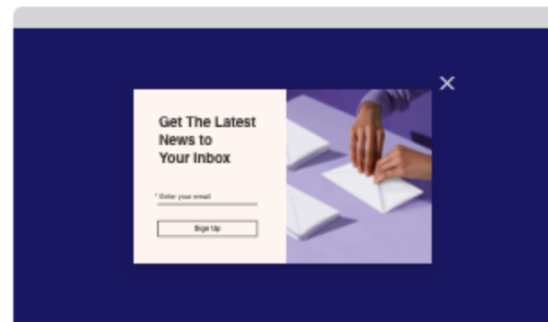 Get The Latest
News to
Your Inbox
* Enter your email
Sign Up